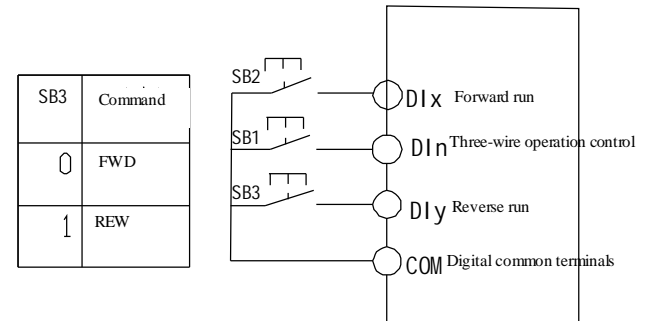 SB3 Command
0 FWD
1 REW
SB2
DIx Forward run
SB1
DIn Three-wire operation control
SB3
DIy Reverse run
COM Digital common terminals